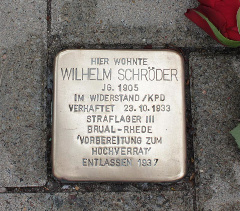 HIER WOHNTE
WILHELM SCHRÖDER
JG. 1905
IM WIDERSTAND/KPD
VERHAFTET 23.10.1933
STRAFLAGER III
BRUAL-RHEDE
'VORBEREITUNG ZUM
HOCHVERRAT'
ENTLASSEN 1937